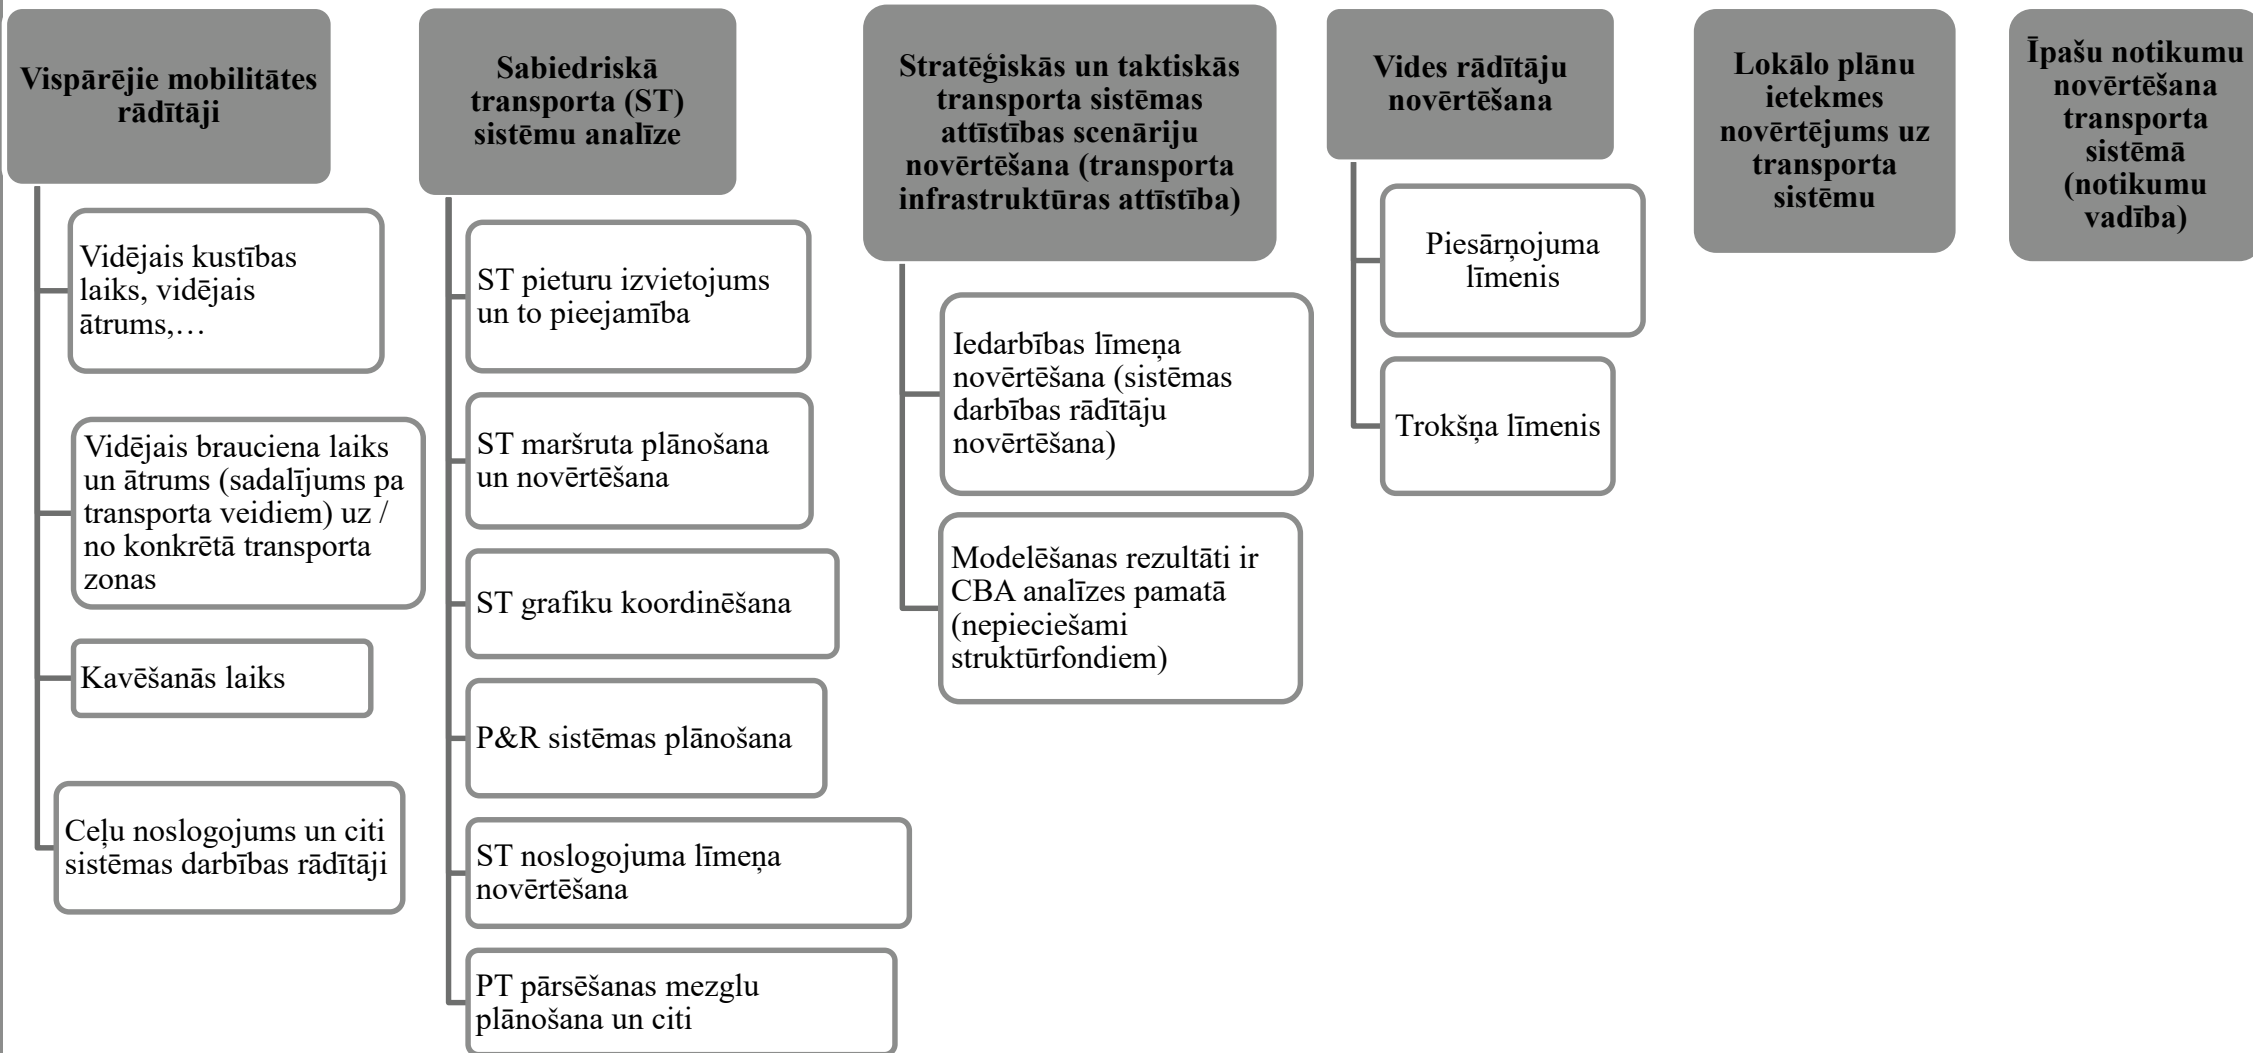 Vispārējie mobilitātes
rādītāji
Vidējais kustības
laiks, vidējais
ātrums,…
Vidējais brauciena laiks
un ātrums (sadalījums pa
transporta veidiem) uz /
no konkrētā transporta
zonas
Kavēšanās laiks
Ceļu noslogojums un citi
sistēmas darbības rādītāji
Sabiedriskā
transporta (ST)
sistēmu analīze
ST pieturu izvietojums
un to pieejamība
ST maršruta plānošana
un novērtēšana
ST grafiku koordinēšana
P&R sistēmas plānošana
ST noslogojuma līmeņa
novērtēšana
PT pārsēšanas mezglu
plānošana un citi
Stratēģiskās un taktiskās
transporta sistēmas
attīstības scenāriju
novērtēšana (transporta
infrastruktūras attīstība)
Iedarbības līmeņa
novērtēšana (sistēmas
darbības rādītāju
novērtēšana)
Modelēšanas rezultāti ir
CBA analīzes pamatā
(nepieciešami
struktūrfondiem)
Vides rādītāju
novērtēšana
Piesārņojuma
līmenis
Trokšņa līmenis
Lokālo plānu
ietekmes
novērtējums uz
transporta
sistēmu
Īpašu notikumu
novērtēšana
transporta
sistēmā
(notikumu
vadība)